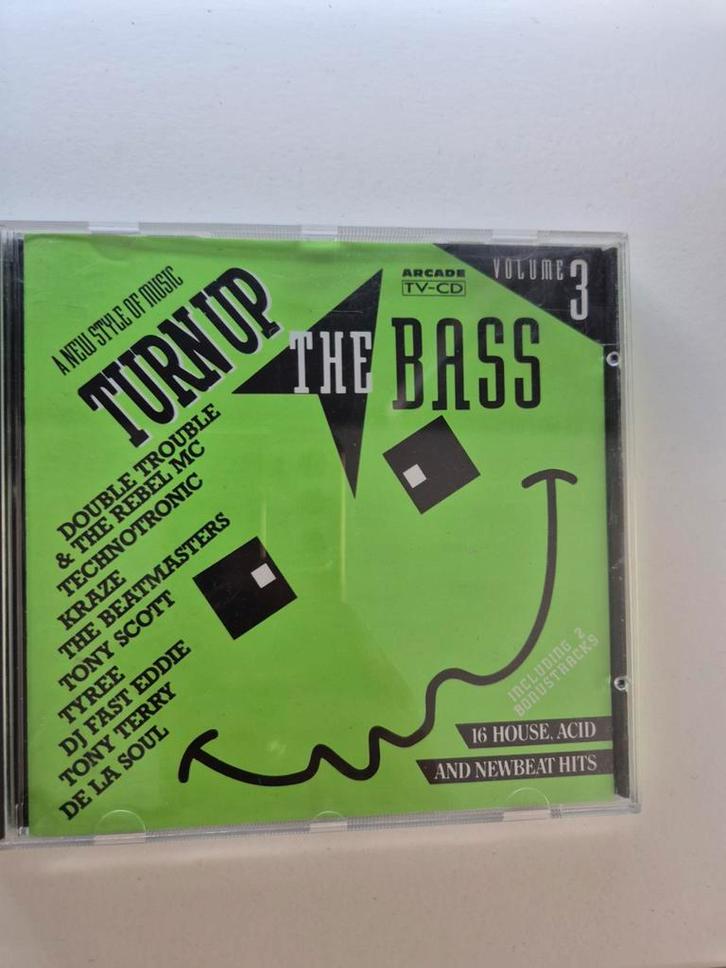 A NEW STYLE OF MUSIC
TURN UP
THE BASS
ARCADE
TV-CD
VOLUME 3
DOUBLE TROUBLE
& THE REBEL MC
TECHNOTRONIC
KRAZE
THE BEATMASTERS
TONY SCOTT
TYREE
DJ FAST EDDIE
TONY TERRY
DE LA SOUL
INCLUDING 2
BONUSTRACKS
16 HOUSE, ACID
AND NEWBEAT HITS